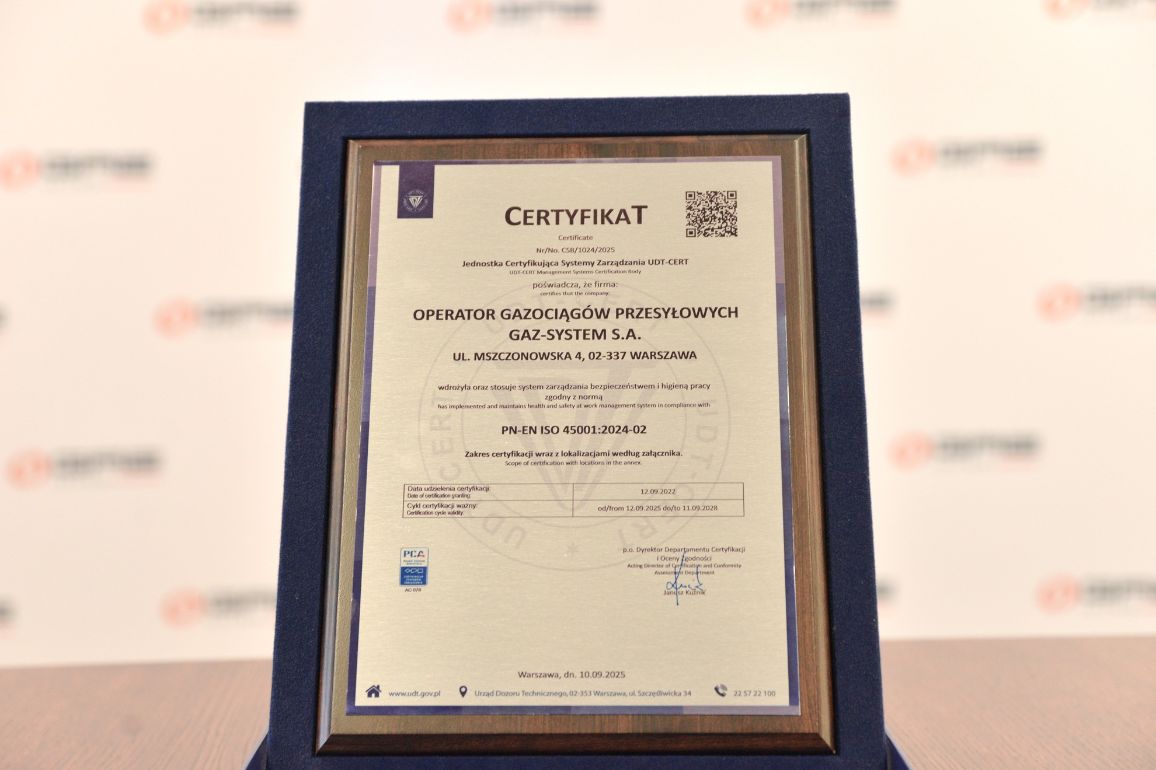 CERTYFIKAT
Certificate
Nr/No. CSB/1024/2025
Jednostka Certyfikująca Systemy Zarządzania UDT-CERT
UDT-CERT Management Systems Certification Body
poświadcza, że firma:
certifies that the company:
OPERATOR GAZOCIĄGÓW PRZESYŁOWYCH
GAZ-SYSTEM S.A.
UL. MSZCZONOWSKA 4, 02-337 WARSZAWA
wdrożyła oraz stosuje system zarządzania bezpieczeństwem i higieną pracy
zgodny z normą
has implemented and maintains health and safety at work management system in compliance with
PN-EN ISO 45001:2024-02
Zakres certyfikacji wraz z lokalizacjami według załącznika.
Scope of certification with locations in the annex.
Data udzielenia certyfikacji:
Date of certification granting:
12.09.2022
Cykl certyfikacji ważny:
Certification cycle validity:
od/from 12.09.2025 do/to 11.09.2028
PCA
AC 078
p.o. Dyrektor Departamentu Certyfikacji
i Oceny Zgodności
Acting Director of Certification and Conformity
Assessment Department
Janusz Kuźnik
Warszawa, dn. 10.09.2025
www.udt.gov.pl
Urząd Dozoru Technicznego, 02-353 Warszawa, ul. Szczęśliwicka 34
22 57 22 100